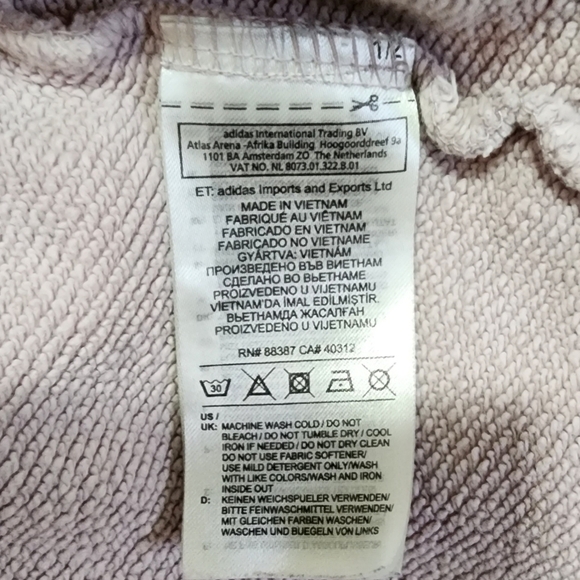 1/2
adidas International Trading BV
Atlas Arena -Afrika Building Hoogoorddreef 9a
1101 BA Amsterdam ZO The Netherlands
VAT NO. NL 8073.01.322.B.01
ET: adidas Imports and Exports Ltd
MADE IN VIETNAM
FABRIQUÉ AU VIÊTNAM
FABRICADO EN VIETNAM
FABRICADO NO VIETNAME
GYÁRTVA: VIETNÁM
ПРОИЗВЕДЕНО ВЪВ ВИЕТНАМ
СДЕЛАНО ВО ВЬЕТНАМЕ
PROIZVEDENO U VIJETNAMU
VIETNAM'DA İMAL EDİLMİŞTİR.
ВЬЕТНАМДА ЖАСАЛҒАН
PROIZVEDENO U VIJETNAMU
RN# 88387 CA# 40312
30
US /
UK: MACHINE WASH COLD / DO NOT
BLEACH / DO NOT TUMBLE DRY / COOL
IRON IF NEEDED / DO NOT DRY CLEAN
DO NOT USE FABRIC SOFTENER/
USE MILD DETERGENT ONLY/WASH
WITH LIKE COLORS/WASH AND IRON
INSIDE OUT
D: KEINEN WEICHSPUELER VERWENDEN/
BITTE FEINWASCHMITTEL VERWENDEN/
MIT GLEICHEN FARBEN WASCHEN/
WASCHEN UND BUEGELN VON LINKS